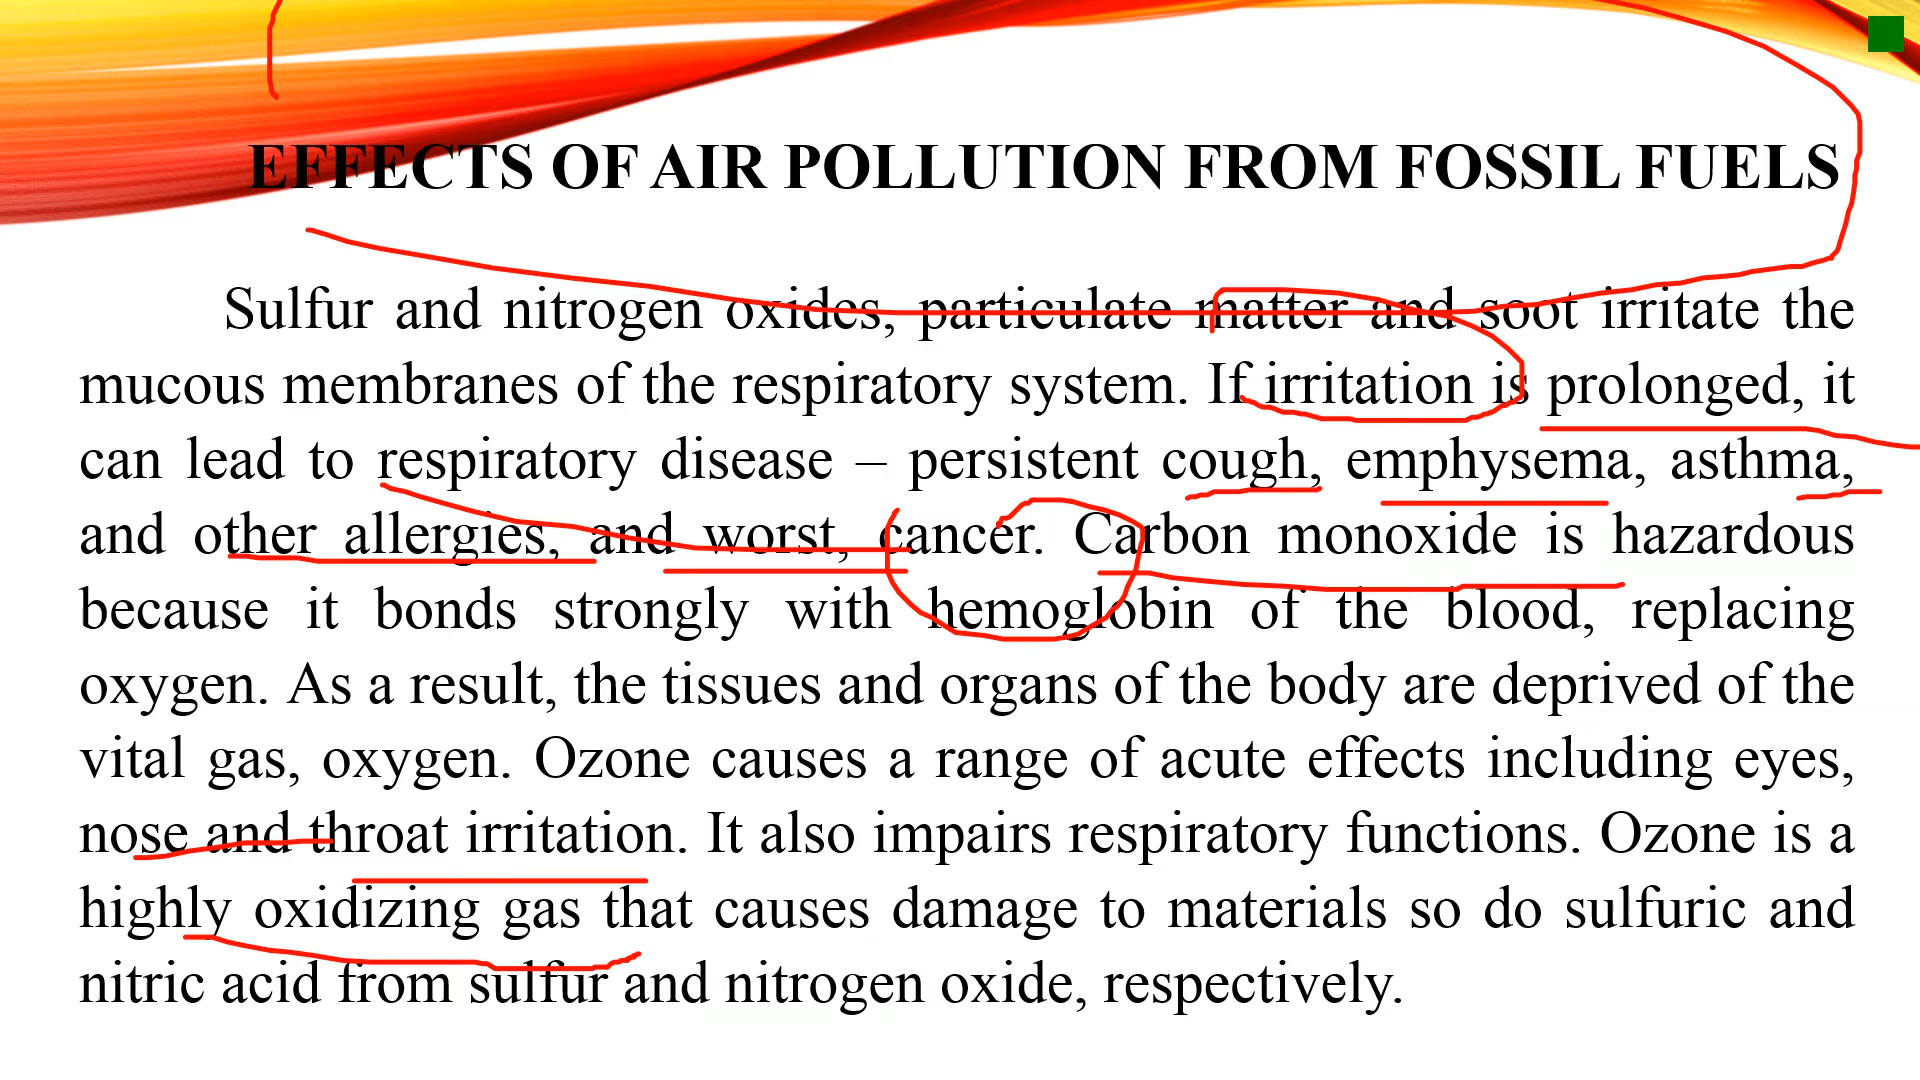 EFFECTS OF AIR POLLUTION FROM FOSSIL FUELS
Sulfur and nitrogen oxides, particulate matter and soot irritate the
mucous membranes of the respiratory system. If irritation is prolonged, it
can lead to respiratory disease – persistent cough, emphysema, asthma,
and other allergies, and worst, cancer. Carbon monoxide is hazardous
because it bonds strongly with hemoglobin of the blood, replacing
oxygen. As a result, the tissues and organs of the body are deprived of the
vital gas, oxygen. Ozone causes a range of acute effects including eyes,
nose and throat irritation. It also impairs respiratory functions. Ozone is a
highly oxidizing gas that causes damage to materials so do sulfuric and
nitric acid from sulfur and nitrogen oxide, respectively.